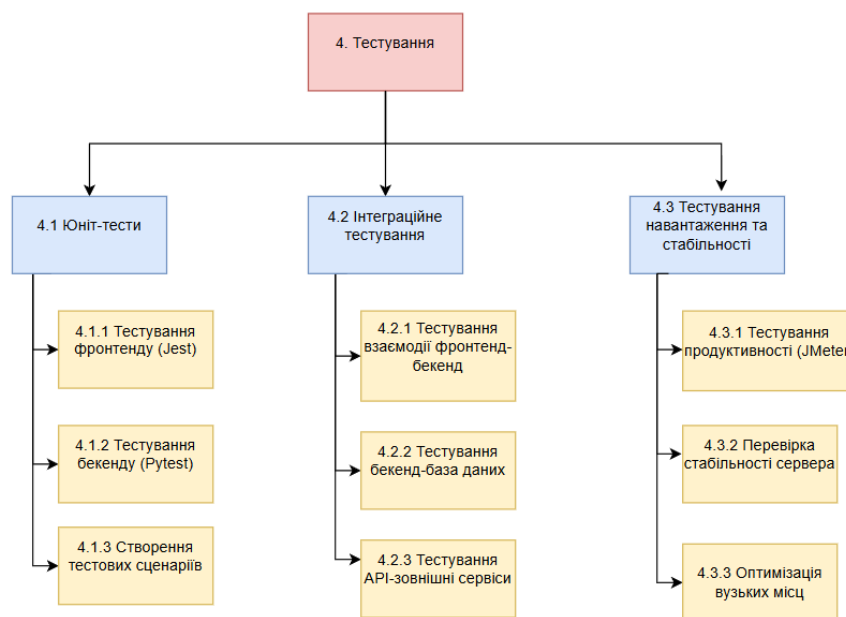 4. Тестування
4.1 Юніт-тести
4.2 Інтеграційне
тестування
4.3 Тестування
навантаження та
стабільності
4.1.1 Тестування
фронтенду (Jest)
4.1.2 Тестування
бекенду (Pytest)
4.1.3 Створення
тестових сценаріїв
4.2.1 Тестування
взаємодії фронтенд-
бекенд
4.2.2 Тестування
бекенд-база даних
4.2.3 Тестування
API-зовнішні сервіси
4.3.1 Тестування
продуктивності (JMeter
4.3.2 Перевірка
стабільності сервера
4.3.3 Оптимізація
вузьких місц